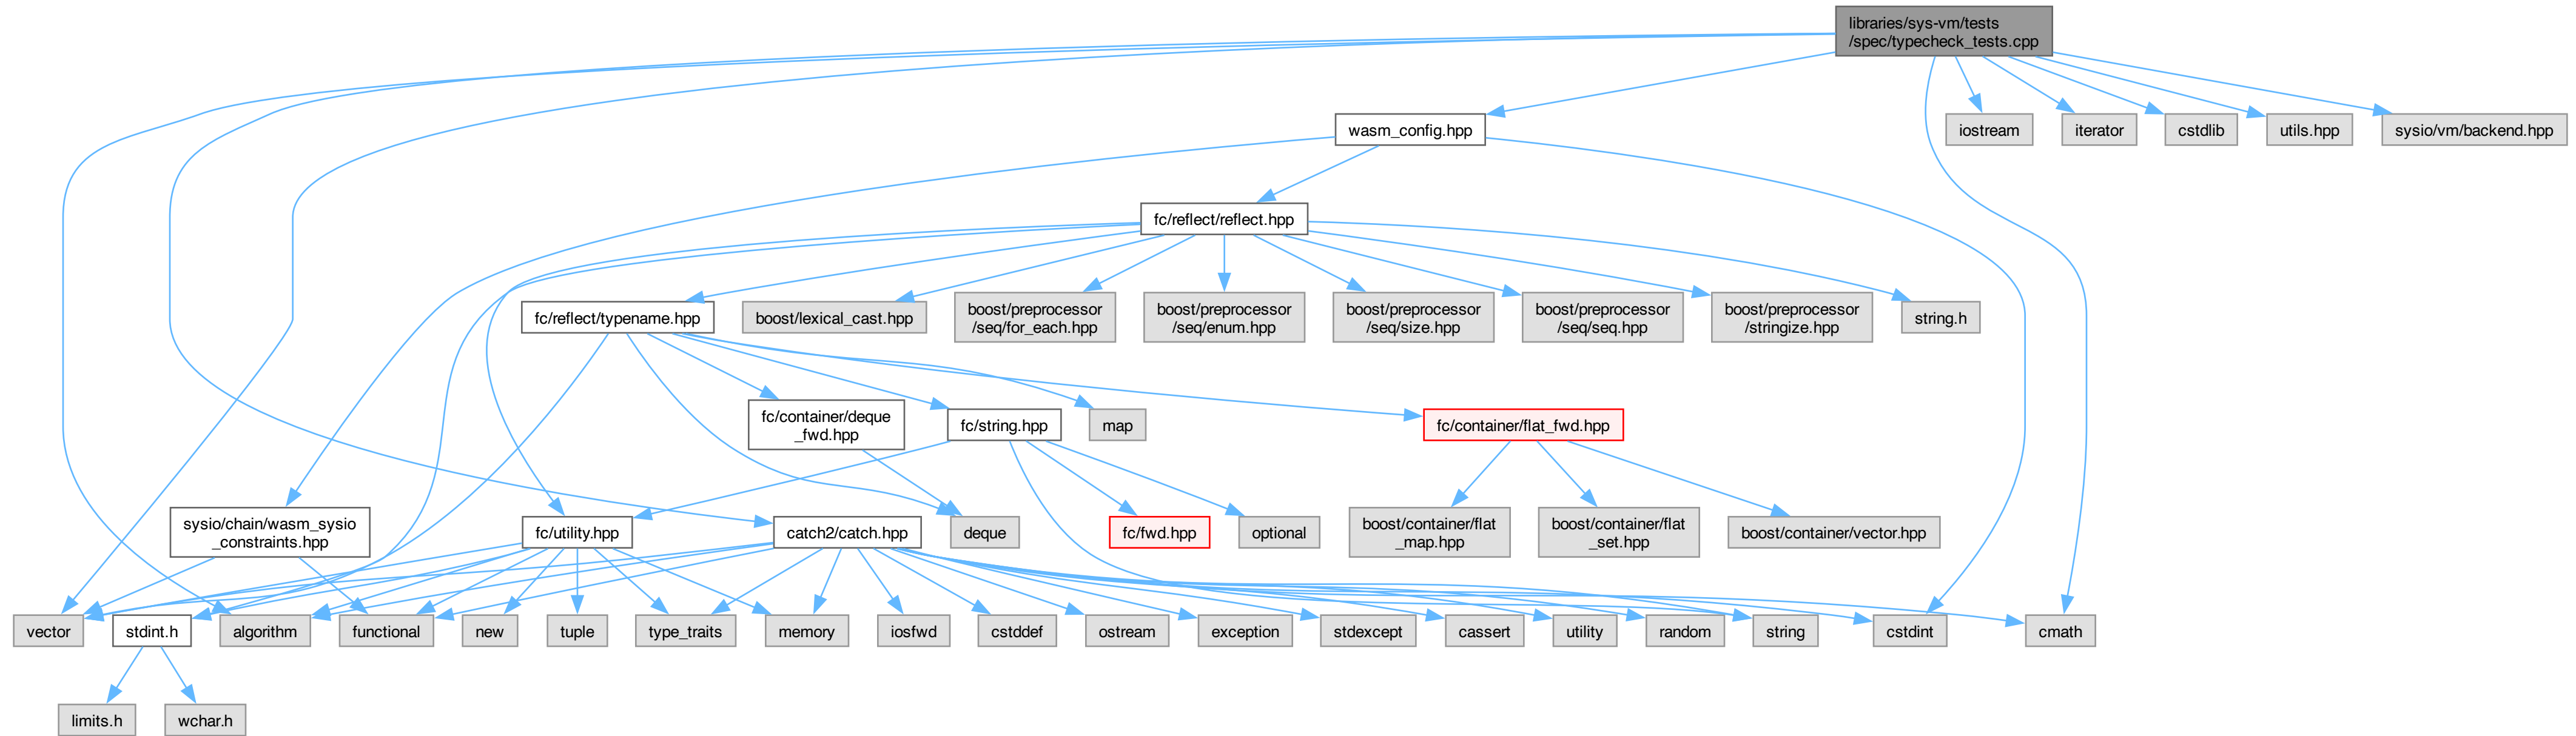 libraries/sys-vm/tests
/spec/typecheck_tests.cpp
wasm_config.hpp
iostream
iterator
cstdlib
utils.hpp
sysio/vm/backend.hpp
fc/reflect/reflect.hpp
fc/reflect/typename.hpp
boost/lexical_cast.hpp
boost/preprocessor
/seq/for_each.hpp
boost/preprocessor
/seq/enum.hpp
boost/preprocessor
/seq/size.hpp
boost/preprocessor
/seq/seq.hpp
boost/preprocessor
/stringize.hpp
string.h
fc/container/deque
_fwd.hpp
fc/string.hpp
map
fc/container/flat_fwd.hpp
sysio/chain/wasm_sysio
_constraints.hpp
fc/utility.hpp
catch2/catch.hpp
deque
fc/fwd.hpp
optional
boost/container/flat
_map.hpp
boost/container/flat
_set.hpp
boost/container/vector.hpp
vector
stdint.h
algorithm
functional
new
tuple
type_traits
memory
iosfwd
cstddef
ostream
exception
stdexcept
cassert
utility
random
string
cstdint
cmath
limits.h
wchar.h